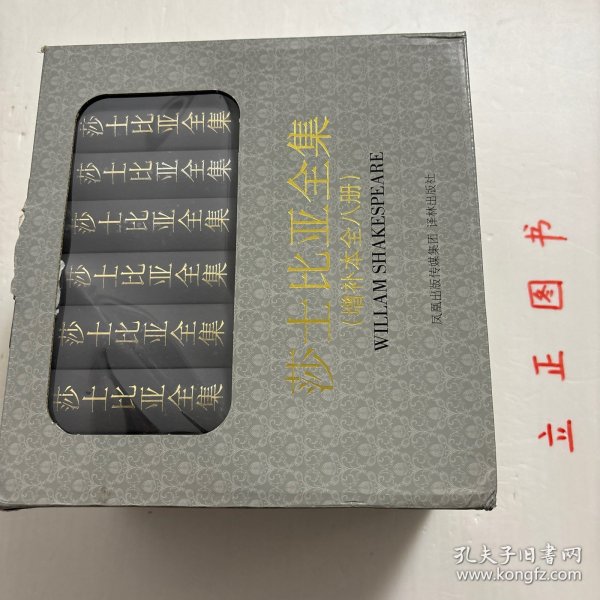 莎士比亚全集
莎士比亚全集
莎士比亚全集
莎士比亚全集
莎士比亚全集
莎士比亚全集
莎士比亚全集
(增补本全八册)
WILLAM SHAKESPEARE
凤凰出版传媒集团 译林出版社
立正图书
孔夫子旧书网
www.kongfz.com